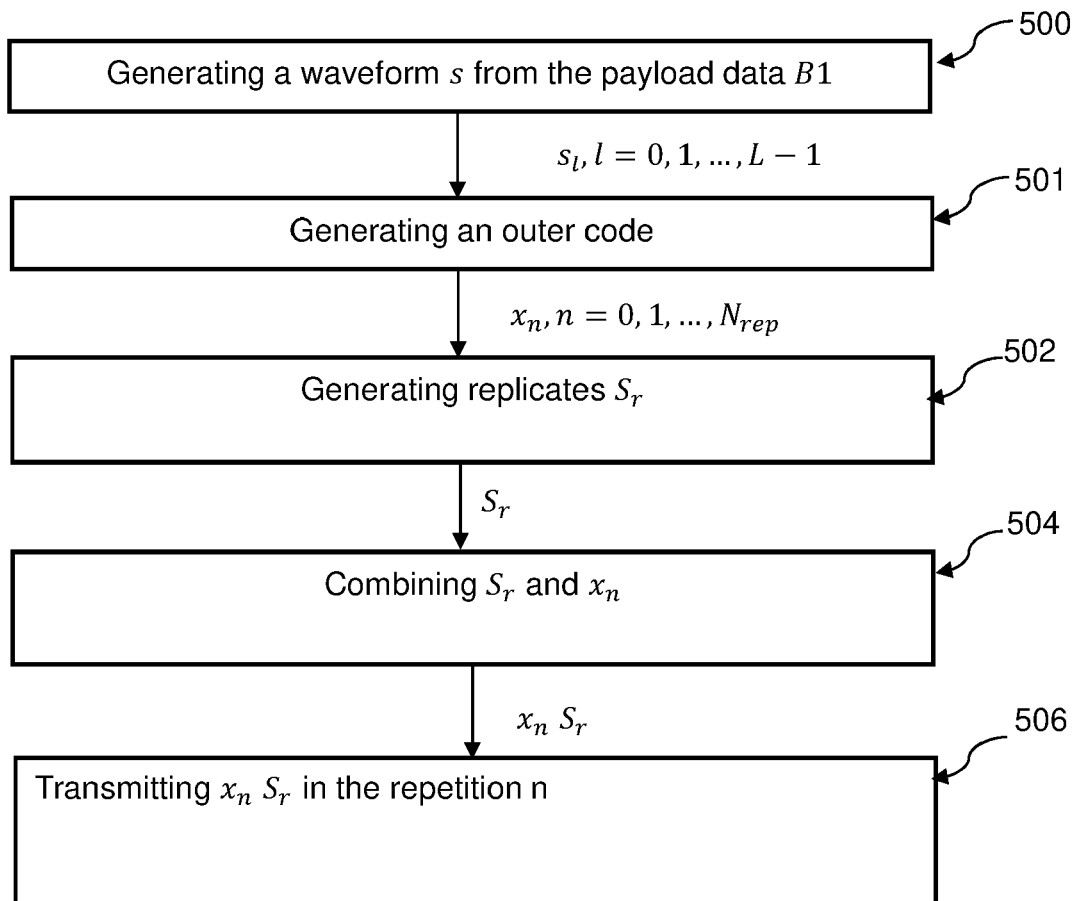 500
Generating a waveform s from the payload data B1
s_l, l = 0, 1, …, L − 1
501
Generating an outer code
x_n, n = 0, 1, …, N_rep
502
Generating replicates S_r
S_r
504
Combining S_r and x_n
x_n S_r
506
Transmitting x_n S_r in the repetition n